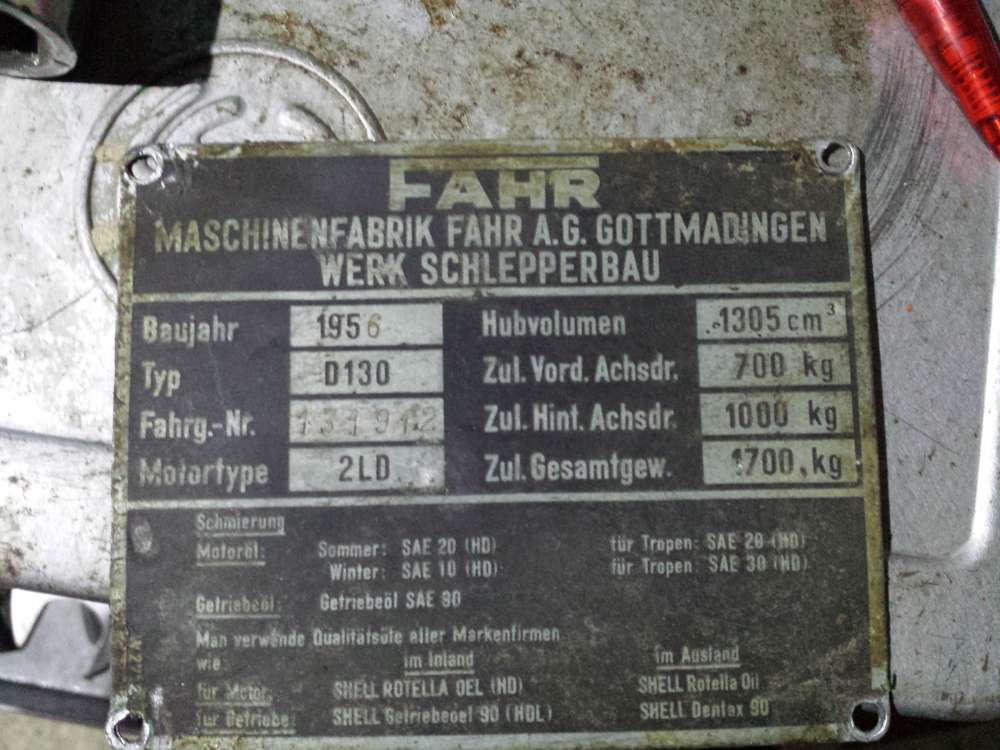 FAHR
MASCHINENFABRIK FAHR A.G. GOTTMADINGEN
WERK SCHLEPPERBAU
Baujahr 1956 Hubvolumen 1305 cm³
Typ D130 Zul. Vord. Achsdr. 700 kg
Fahrg.-Nr. 131912 Zul. Hint. Achsdr. 1000 kg
Motortype 2LD Zul. Gesamtgew. 1700 kg
Schmierung
Motoröl: Sommer: SAE 20 (HD) für Tropen: SAE 20 (HD)
Winter: SAE 10 (HD) für Tropen: SAE 30 (HD)
Getriebeöl: Getriebeöl SAE 90
Man verwende Qualitätsöle aller Markenfirmen
wie: im Inland im Ausland
für Motor: SHELL ROTELLA OEL (HD) SHELL Rotella Oil
für Getriebe: SHELL Getriebeoel 90 (HDL) SHELL Dentax 90